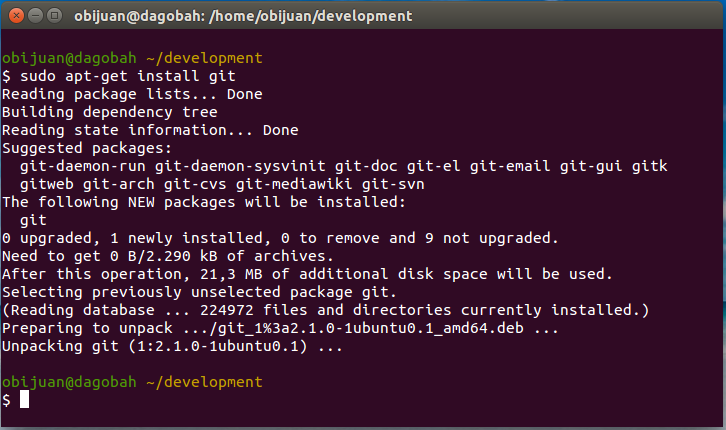 obijuan@dagobah: /home/obijuan/development
obijuan@dagobah ~/development
$ sudo apt-get install git
Reading package lists... Done
Building dependency tree
Reading state information... Done
Suggested packages:
  git-daemon-run git-daemon-sysvinit git-doc git-el git-email git-gui gitk
  gitweb git-arch git-cvs git-mediawiki git-svn
The following NEW packages will be installed:
  git
0 upgraded, 1 newly installed, 0 to remove and 9 not upgraded.
Need to get 0 B/2.290 kB of archives.
After this operation, 21,3 MB of additional disk space will be used.
Selecting previously unselected package git.
(Reading database ... 224972 files and directories currently installed.)
Preparing to unpack .../git_1%3a2.1.0-1ubuntu0.1_amd64.deb ...
Unpacking git (1:2.1.0-1ubuntu0.1) ...
obijuan@dagobah ~/development
$